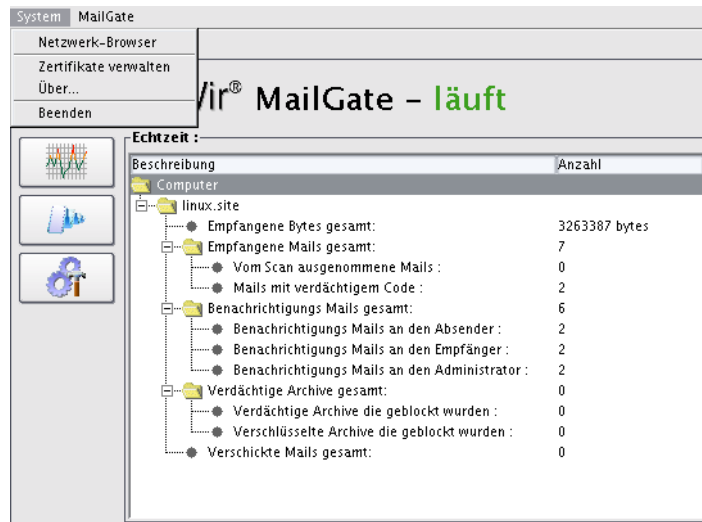 System MailGate
Netzwerk-Browser
Zertifikate verwalten
Über...
Beenden
Vir® MailGate – läuft
Echtzeit :
Beschreibung Anzahl
Computer
linux.site
Empfangene Bytes gesamt: 3263387 bytes
Empfangene Mails gesamt: 7
Vom Scan ausgenommene Mails : 0
Mails mit verdächtigem Code : 2
Benachrichtigungs Mails gesamt: 6
Benachrichtigungs Mails an den Absender : 2
Benachrichtigungs Mails an den Empfänger : 2
Benachrichtigungs Mails an den Administrator : 2
Verdächtige Archive gesamt: 0
Verdächtige Archive die geblockt wurden : 0
Verschlüsselte Archive die geblockt wurden : 0
Verschickte Mails gesamt: 0